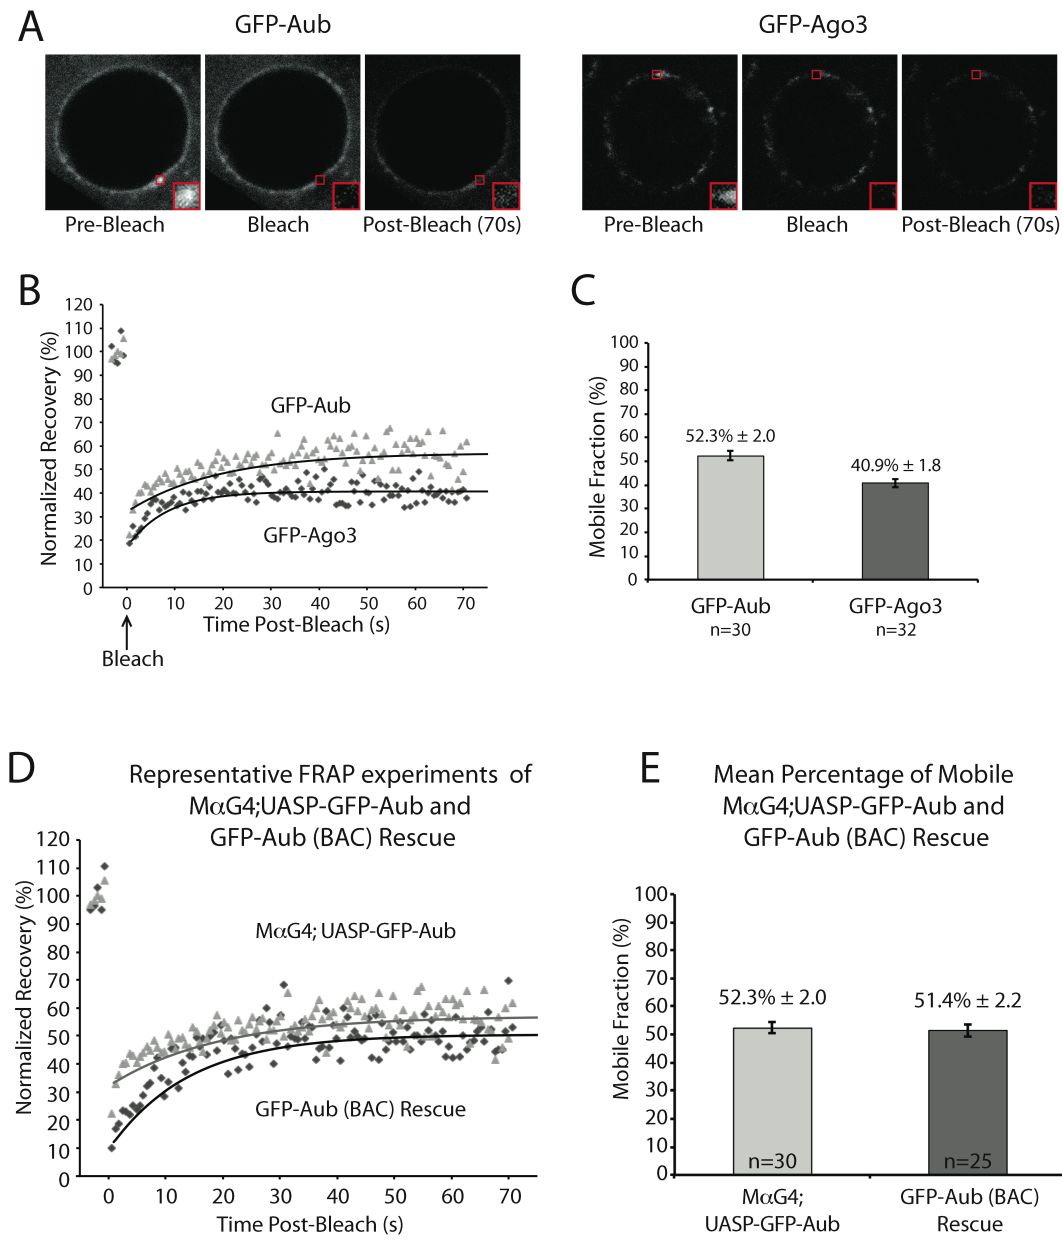 A
GFP-Aub
GFP-Ago3
Pre-Bleach
Bleach
Post-Bleach (70s)
Pre-Bleach
Bleach
Post-Bleach (70s)
B
Normalized Recovery (%)
120
110
100
90
80
70
60
50
40
30
20
10
0
GFP-Aub
GFP-Ago3
0 10 20 30 40 50 60 70
Time Post-Bleach (s)
Bleach
C
Mobile Fraction (%)
100
90
80
70
60
50
40
30
20
10
0
52.3% ± 2.0
40.9% ± 1.8
GFP-Aub
n=30
GFP-Ago3
n=32
D
Representative FRAP experiments of
MαG4;UASP-GFP-Aub and
GFP-Aub (BAC) Rescue
Normalized Recovery (%)
120
110
100
90
80
70
60
50
40
30
20
10
0
MαG4; UASP-GFP-Aub
GFP-Aub (BAC) Rescue
0 10 20 30 40 50 60 70
Time Post-Bleach (s)
E
Mean Percentage of Mobile
MαG4;UASP-GFP-Aub and
GFP-Aub (BAC) Rescue
Mobile Fraction (%)
100
90
80
70
60
50
40
30
20
10
0
52.3% ± 2.0
51.4% ± 2.2
n=30
n=25
MαG4;
UASP-GFP-Aub
GFP-Aub (BAC)
Rescue